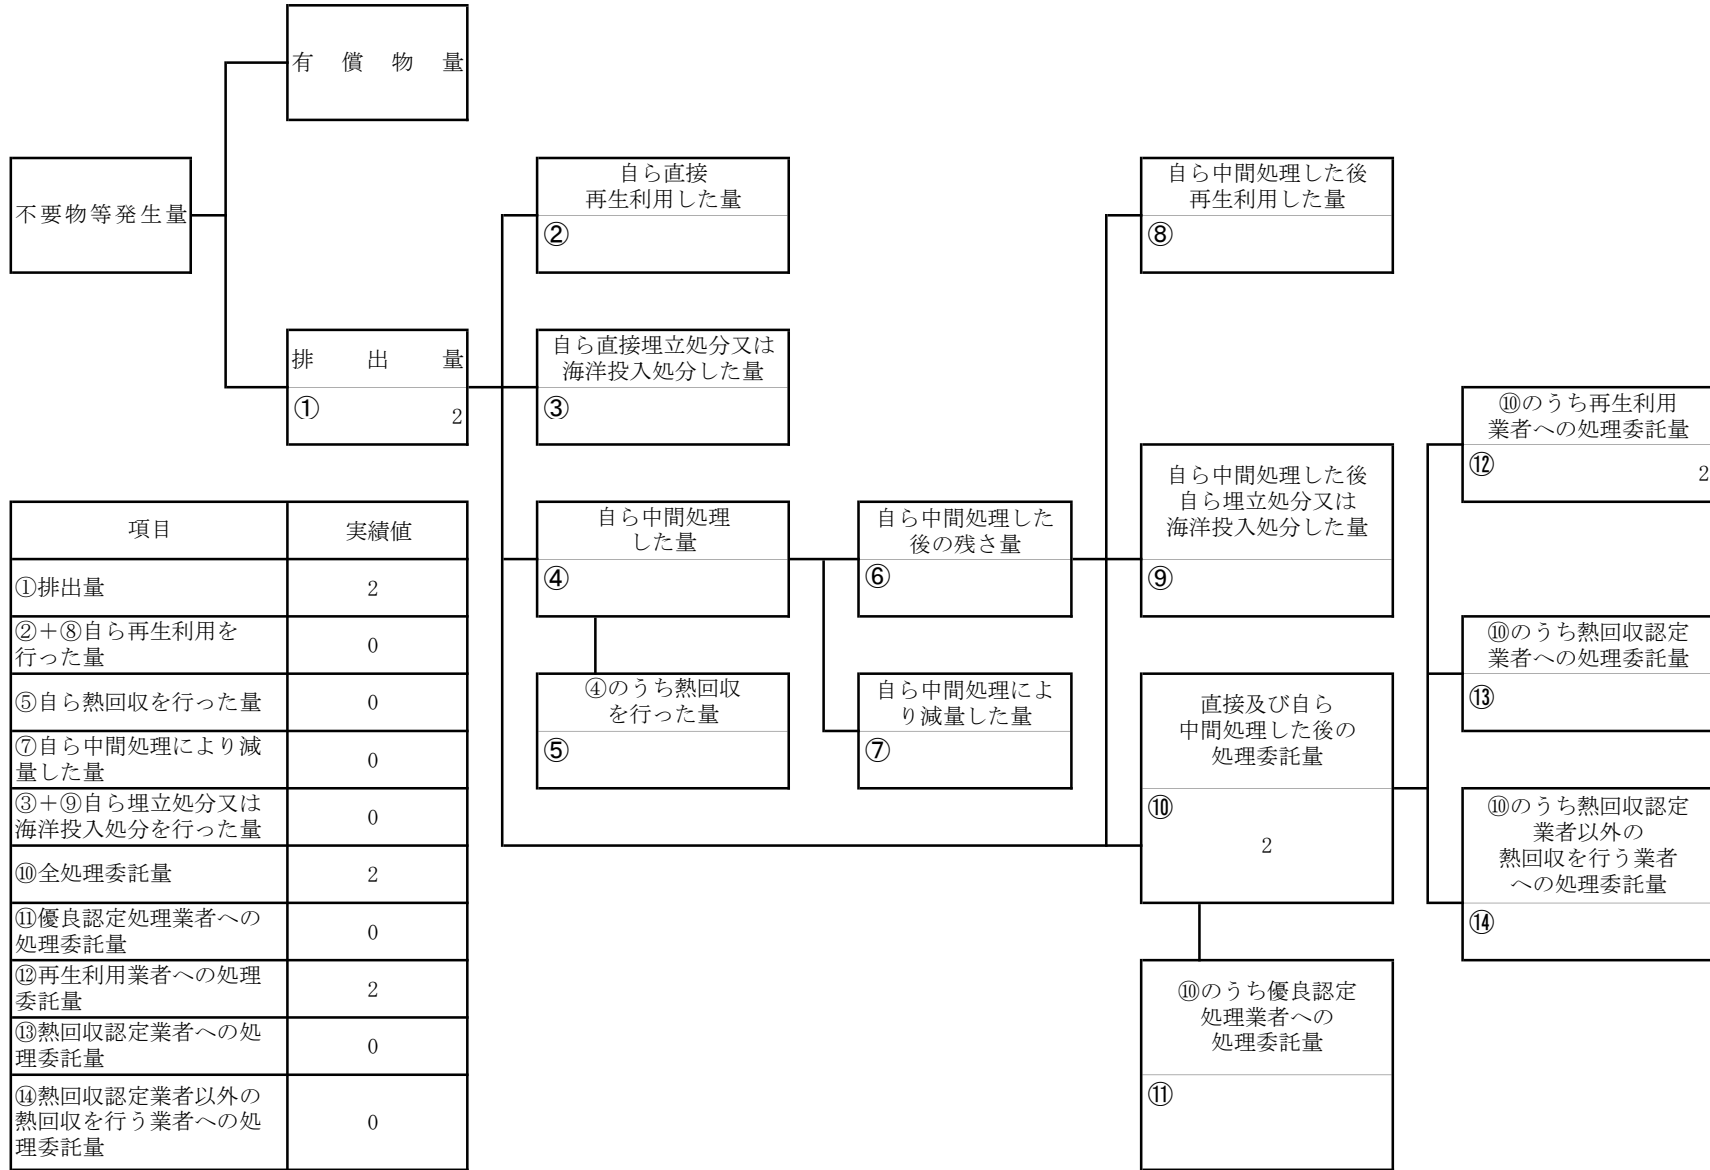 有償物量
不要物等発生量
自ら直接
再生利用した量
②
自ら中間処理した後
再生利用した量
⑧
排出量
①
2
自ら直接埋立処分又は
海洋投入処分した量
③
⑩のうち再生利用
業者への処理委託量
⑫
2
自ら中間処理
した量
④
自ら中間処理した
後の残さ量
⑥
自ら中間処理した後
自ら埋立処分又は
海洋投入処分した量
⑨
⑩のうち熱回収認定
業者への処理委託量
⑬
④のうち熱回収
を行った量
⑤
自ら中間処理によ
り減量した量
⑦
直接及び自ら
中間処理した後の
処理委託量
⑩
2
⑩のうち熱回収認定
業者以外の
熱回収を行う業者
への処理委託量
⑭
⑩のうち優良認定
処理業者への
処理委託量
⑪
項目 実績値
①排出量 2
②+⑧自ら再生利用を
行った量 0
⑤自ら熱回収を行った量 0
⑦自ら中間処理により減
量した量 0
③+⑨自ら埋立処分又は
海洋投入処分を行った量 0
⑩全処理委託量 2
⑪優良認定処理業者への
処理委託量 0
⑫再生利用業者への処理
委託量 2
⑬熱回収認定業者への処
理委託量 0
⑭熱回収認定業者以外の
熱回収を行う業者への処
理委託量 0